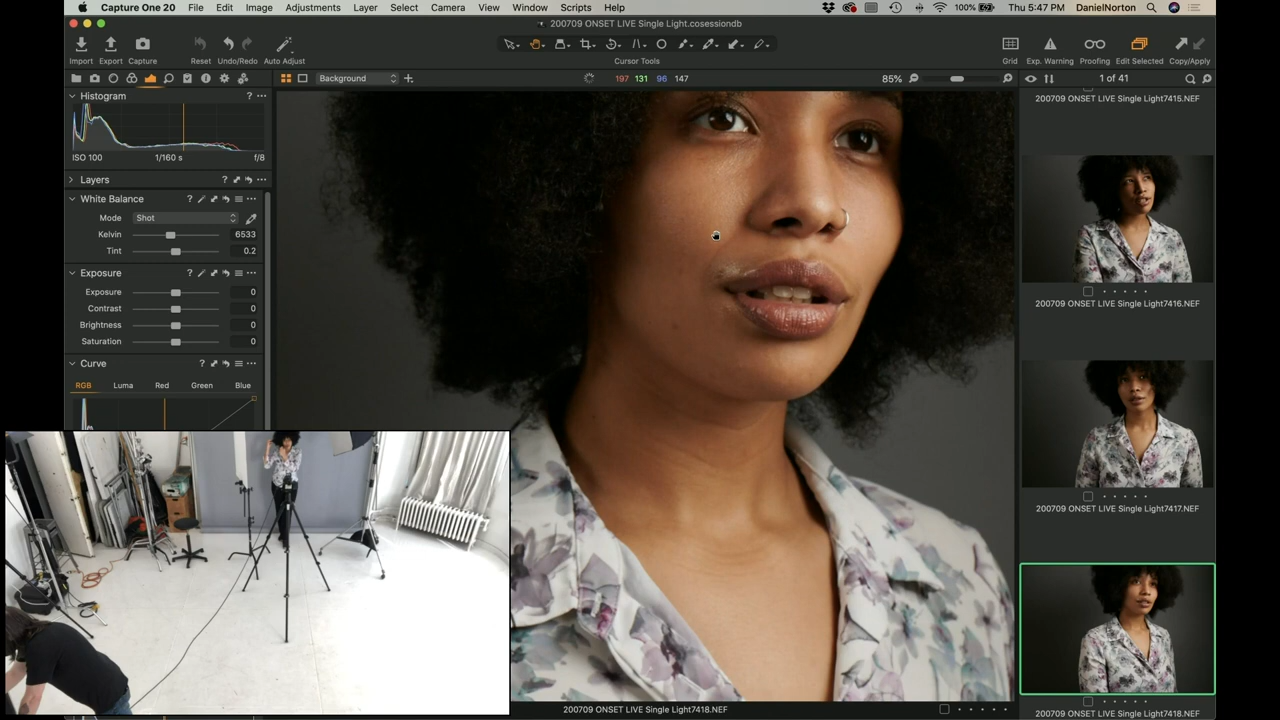 Capture One 20 File Edit View Image Adjustments Layer Select Camera View Window Scripts Help 100% Thu 5:47 PM DanielNorton
200709 ONSET LIVE Single Light.cosessiondb
Import Export Capture Reset Undo/Redo Auto Adjust Cursor Tools Grid Exp. Warning Proofing Edit Selected Copy/Apply
Background 197 131 96 147 85% 1 of 41
Histogram
ISO 100 1/160 s f/8
Layers
White Balance
Mode Shot
Kelvin 6533
Tint 0.2
Exposure
Exposure 0
Contrast 0
Brightness 0
Saturation 0
Curve
RGB Luma Red Green Blue
200709 ONSET LIVE Single Light7418.NEF
200709 ONSET LIVE Single Light7415.NEF
200709 ONSET LIVE Single Light7416.NEF
200709 ONSET LIVE Single Light7417.NEF
200709 ONSET LIVE Single Light7418.NEF